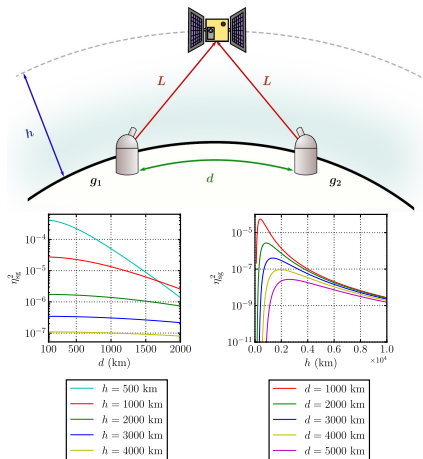 L
L
h
g₁
d
g₂
η²sg
10⁻⁴
10⁻⁵
10⁻⁶
10⁻⁷
100
500
1000
1500
2000
d (km)
η²sg
10⁻⁵
10⁻⁷
10⁻⁹
10⁻¹¹
0.0
0.2
0.4
0.6
0.8
1.0
×10⁴
h (km)
h = 500 km
h = 1000 km
h = 2000 km
h = 3000 km
h = 4000 km
d = 1000 km
d = 2000 km
d = 3000 km
d = 4000 km
d = 5000 km